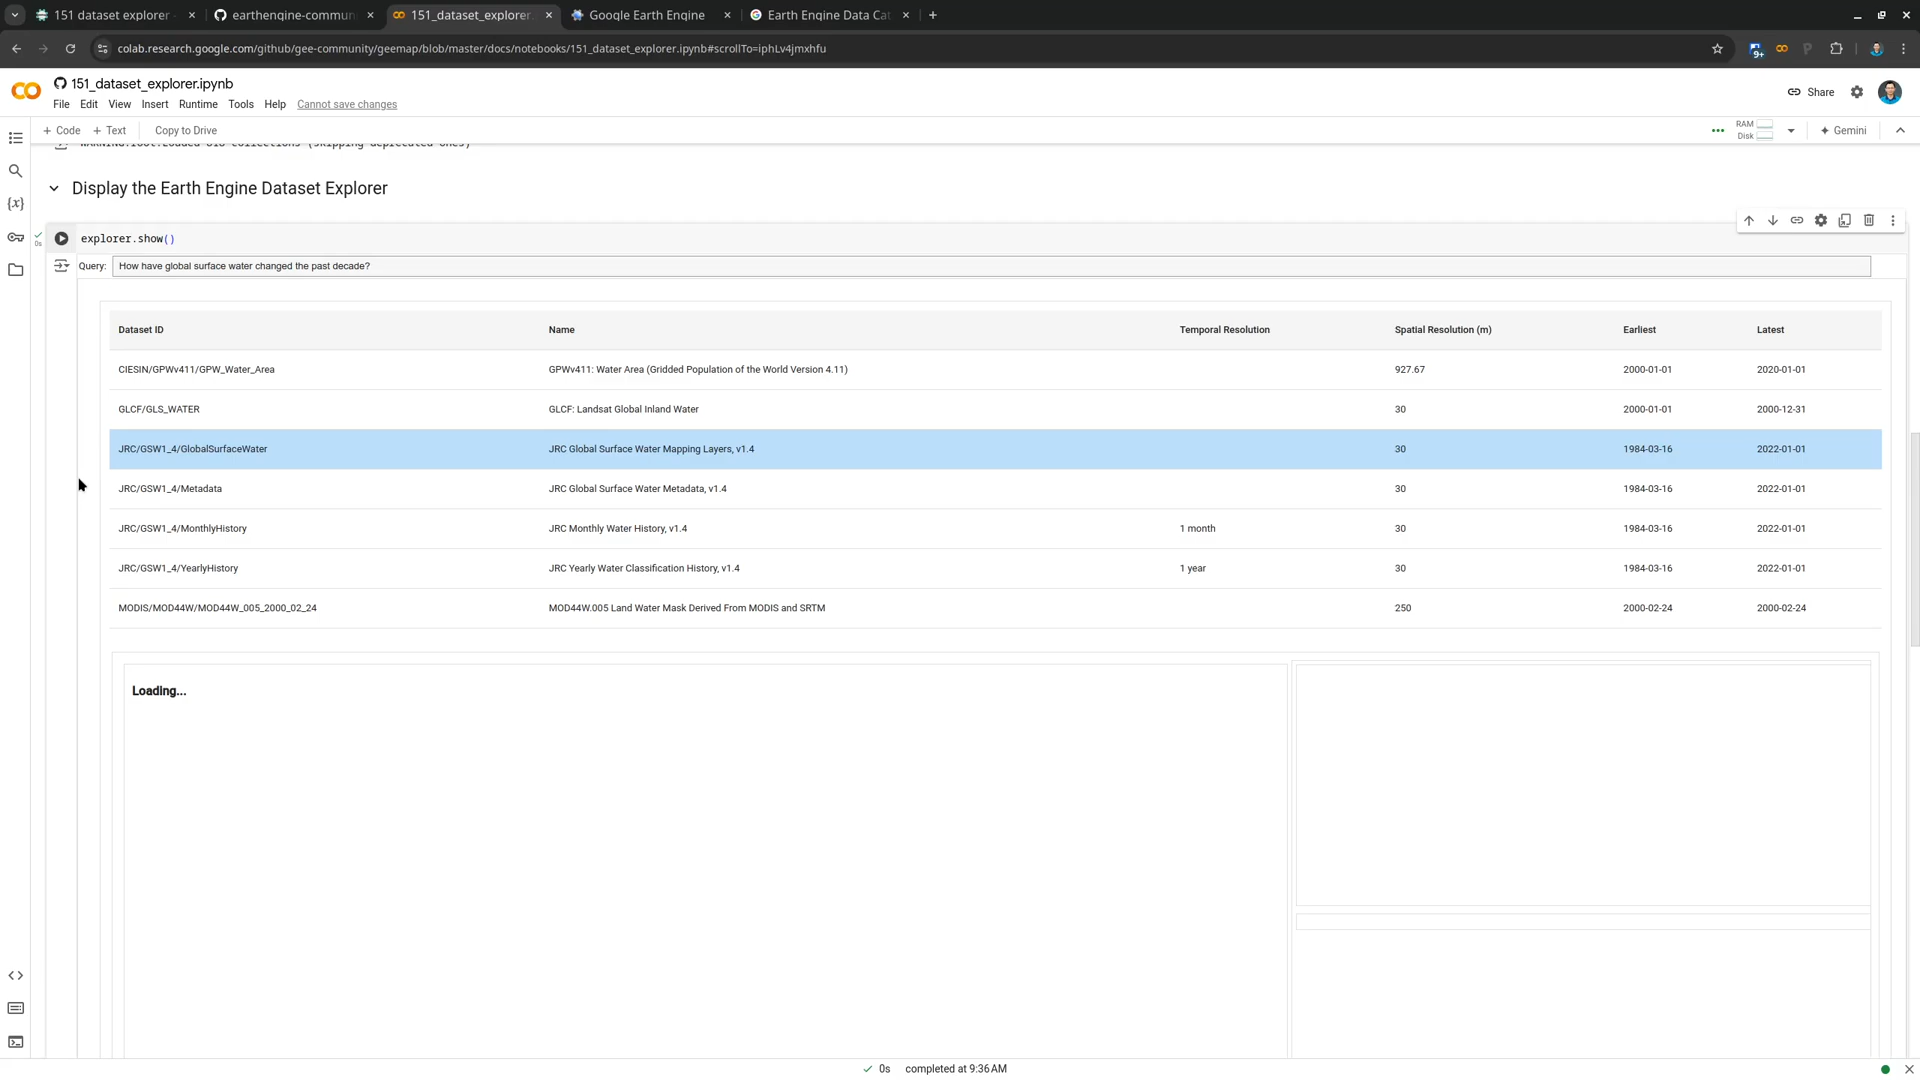 151 dataset explorer
earthengine-commun
151_dataset_explorer.
Google Earth Engine
Earth Engine Data Cat
colab.research.google.com/github/gee-community/geemap/blob/master/docs/notebooks/151_dataset_explorer.ipynb#scrollTo=iphLv4jmxhfu
9+
151_dataset_explorer.ipynb
File Edit View Insert Runtime Tools Help Cannot save changes
Share
+ Code + Text Copy to Drive
RAM
Disk
Gemini
WARNING:root:Loaded 818 collections (skipping deprecated ones)
Display the Earth Engine Dataset Explorer
{x}
0s
explorer.show()
Query: How have global surface water changed the past decade?
Dataset ID Name Temporal Resolution Spatial Resolution (m) Earliest Latest
CIESIN/GPWv411/GPW_Water_Area GPWv411: Water Area (Gridded Population of the World Version 4.11) 927.67 2000-01-01 2020-01-01
GLCF/GLS_WATER GLCF: Landsat Global Inland Water 30 2000-01-01 2000-12-31
JRC/GSW1_4/GlobalSurfaceWater JRC Global Surface Water Mapping Layers, v1.4 30 1984-03-16 2022-01-01
JRC/GSW1_4/Metadata JRC Global Surface Water Metadata, v1.4 30 1984-03-16 2022-01-01
JRC/GSW1_4/MonthlyHistory JRC Monthly Water History, v1.4 1 month 30 1984-03-16 2022-01-01
JRC/GSW1_4/YearlyHistory JRC Yearly Water Classification History, v1.4 1 year 30 1984-03-16 2022-01-01
MODIS/MOD44W/MOD44W_005_2000_02_24 MOD44W.005 Land Water Mask Derived From MODIS and SRTM 250 2000-02-24 2000-02-24
Loading...
0s completed at 9:36 AM